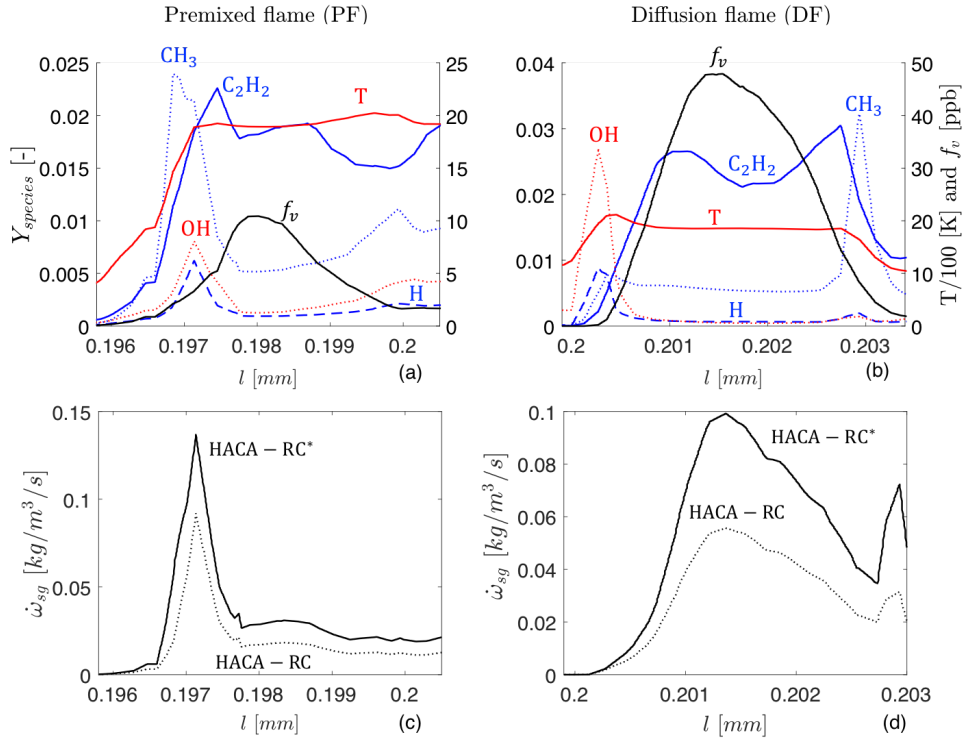 Premixed flame (PF)
Diffusion flame (DF)
CH₃
C₂H₂
T
OH
f_v
H
0.025
0.02
0.015
0.01
0.005
0
25
20
15
10
5
0
0.196
0.197
0.198
0.199
0.2
Y_species [-]
l [mm]
(a)
f_v
OH
CH₃
C₂H₂
T
H
0.04
0.03
0.02
0.01
0
50
40
30
20
10
0
0.2
0.201
0.202
0.203
T/100 [K] and f_v [ppb]
l [mm]
(b)
HACA − RC*
HACA − RC
0.15
0.1
0.05
0
0.196
0.197
0.198
0.199
0.2
ω̇_sg [kg/m³/s]
l [mm]
(c)
HACA − RC*
HACA − RC
0.1
0.08
0.06
0.04
0.02
0
0.2
0.201
0.202
0.203
ω̇_sg [kg/m³/s]
l [mm]
(d)